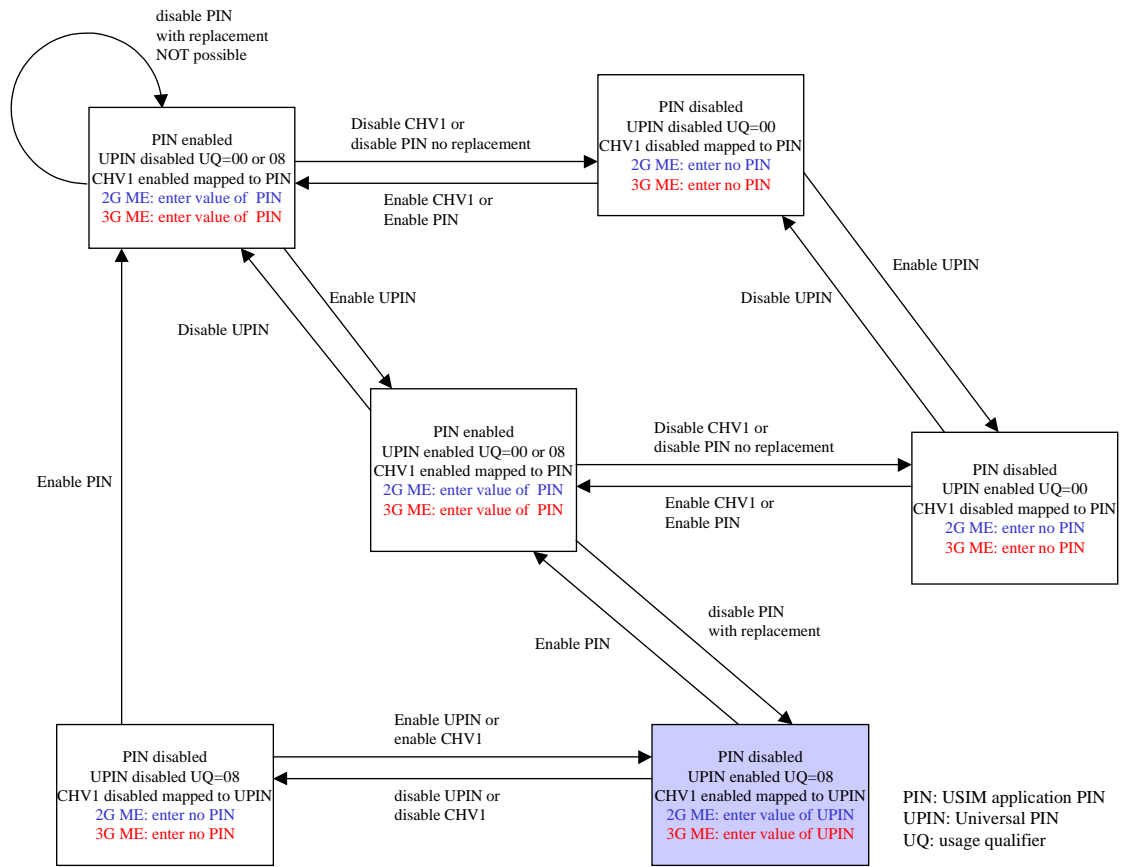 disable PIN
with replacement
NOT possible
PIN enabled
UPIN disabled UQ=00 or 08
CHV1 enabled mapped to PIN
2G ME: enter value of  PIN
3G ME: enter value of  PIN
Disable CHV1 or
disable PIN no replacement
Enable CHV1 or
Enable PIN
PIN disabled
UPIN disabled UQ=00
CHV1 disabled mapped to PIN
2G ME: enter no PIN
3G ME: enter no PIN
Enable UPIN
Disable UPIN
Enable UPIN
Disable UPIN
PIN enabled
UPIN enabled UQ=00 or 08
CHV1 enabled mapped to PIN
2G ME: enter value of  PIN
3G ME: enter value of  PIN
Disable CHV1 or
disable PIN no replacement
Enable CHV1 or
Enable PIN
PIN disabled
UPIN enabled UQ=00
CHV1 disabled mapped to PIN
2G ME: enter no PIN
3G ME: enter no PIN
Enable PIN
disable PIN
with replacement
Enable PIN
PIN disabled
UPIN disabled UQ=08
CHV1 disabled mapped to UPIN
2G ME: enter no PIN
3G ME: enter no PIN
Enable UPIN or
enable CHV1
disable UPIN or
disable CHV1
PIN disabled
UPIN enabled UQ=08
CHV1 enabled mapped to UPIN
2G ME: enter value of UPIN
3G ME: enter value of UPIN
PIN: USIM application PIN
UPIN: Universal PIN
UQ: usage qualifier